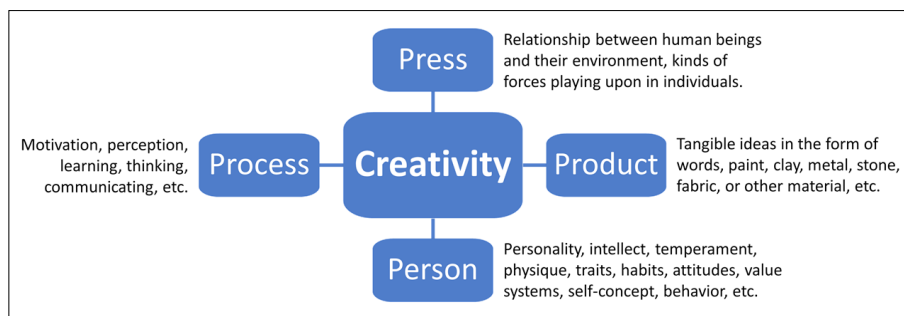 Press
Relationship between human beings
and their environment, kinds of
forces playing upon in individuals.
Motivation, perception,
learning, thinking,
communicating, etc.
Process
Creativity
Product
Tangible ideas in the form of
words, paint, clay, metal, stone,
fabric, or other material, etc.
Person
Personality, intellect, temperament,
physique, traits, habits, attitudes, value
systems, self-concept, behavior, etc.